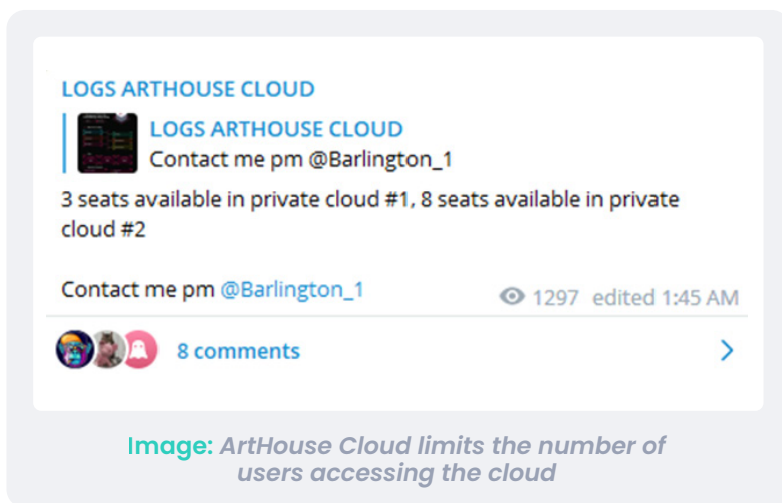 LOGS ARTHOUSE CLOUD
LOGS ARTHOUSE CLOUD
Contact me pm @Barlington_1
3 seats available in private cloud #1, 8 seats available in private
cloud #2
Contact me pm @Barlington_1
1297 edited 1:45 AM
8 comments
Image: ArtHouse Cloud limits the number of
users accessing the cloud